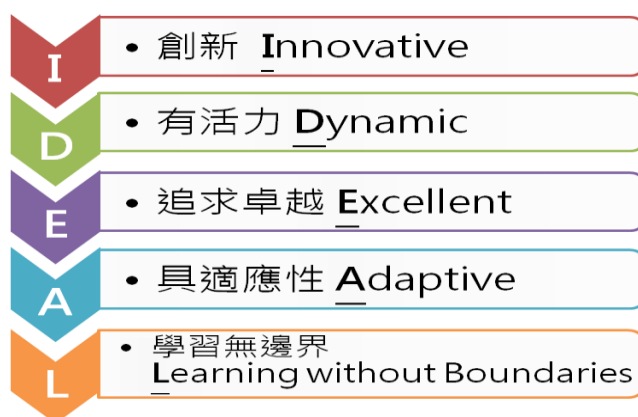 I
• 創新 Innovative
D
• 有活力 Dynamic
E
• 追求卓越 Excellent
A
• 具適應性 Adaptive
L
• 學習無邊界
Learning without Boundaries